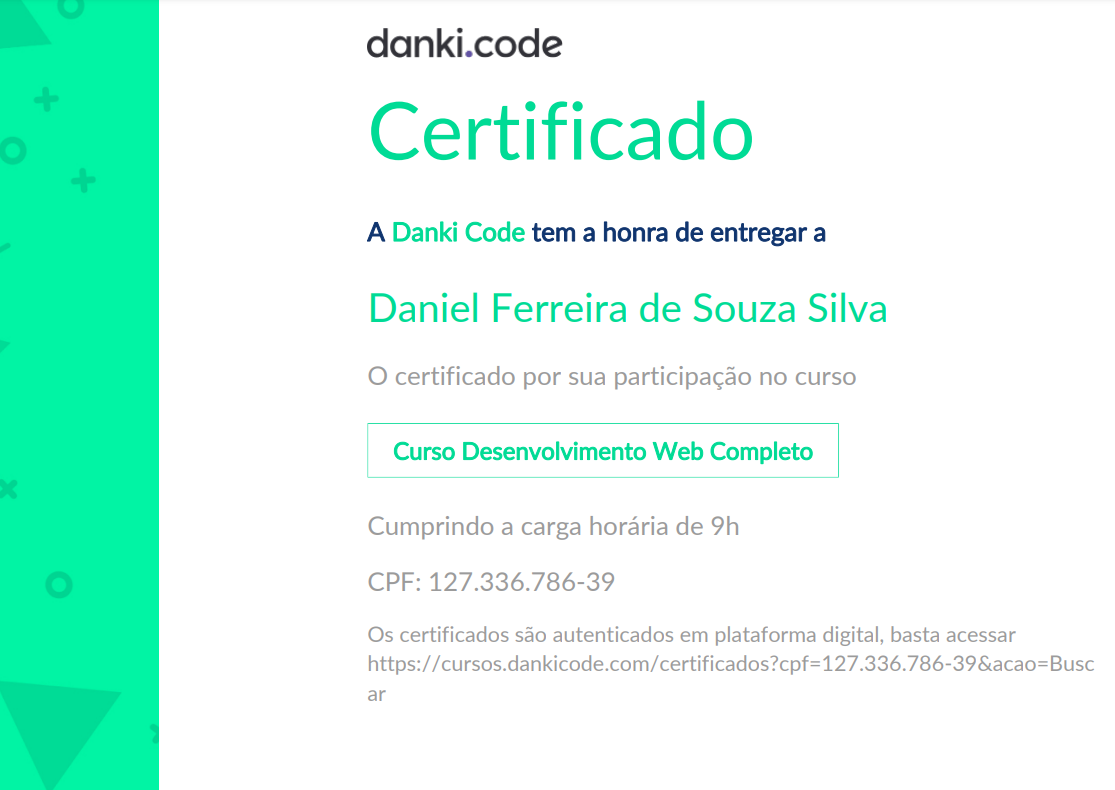 danki.code
Certificado
A Danki Code tem a honra de entregar a
Daniel Ferreira de Souza Silva
O certificado por sua participação no curso
Curso Desenvolvimento Web Completo
Cumprindo a carga horária de 9h
CPF: 127.336.786-39
Os certificados são autenticados em plataforma digital, basta acessar
https://cursos.dankicode.com/certificados?cpf=127.336.786-39&acao=Busc
ar